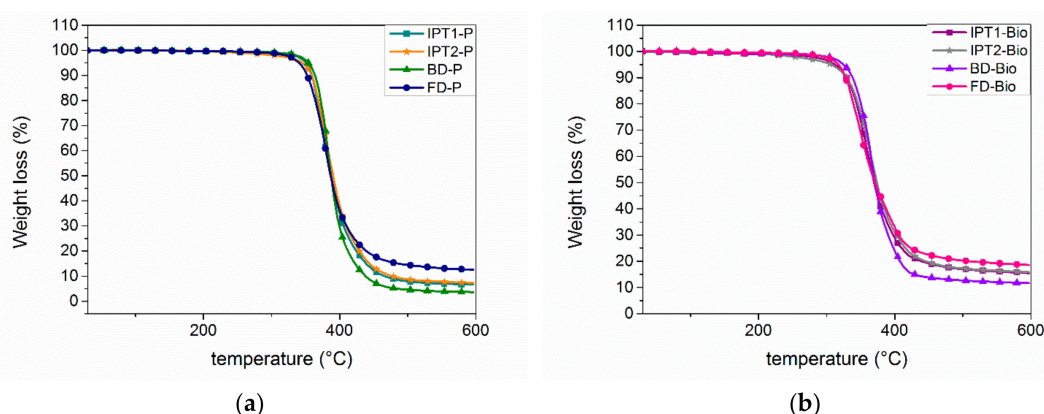 110
100
90
80
70
60
50
40
30
20
10
0
Weight loss (%)
200
400
600
temperature (°C)
IPT1-P
IPT2-P
BD-P
FD-P
(a)
110
100
90
80
70
60
50
40
30
20
10
0
Weight loss (%)
200
400
600
temperature (°C)
IPT1-Bio
IPT2-Bio
BD-Bio
FD-Bio
(b)